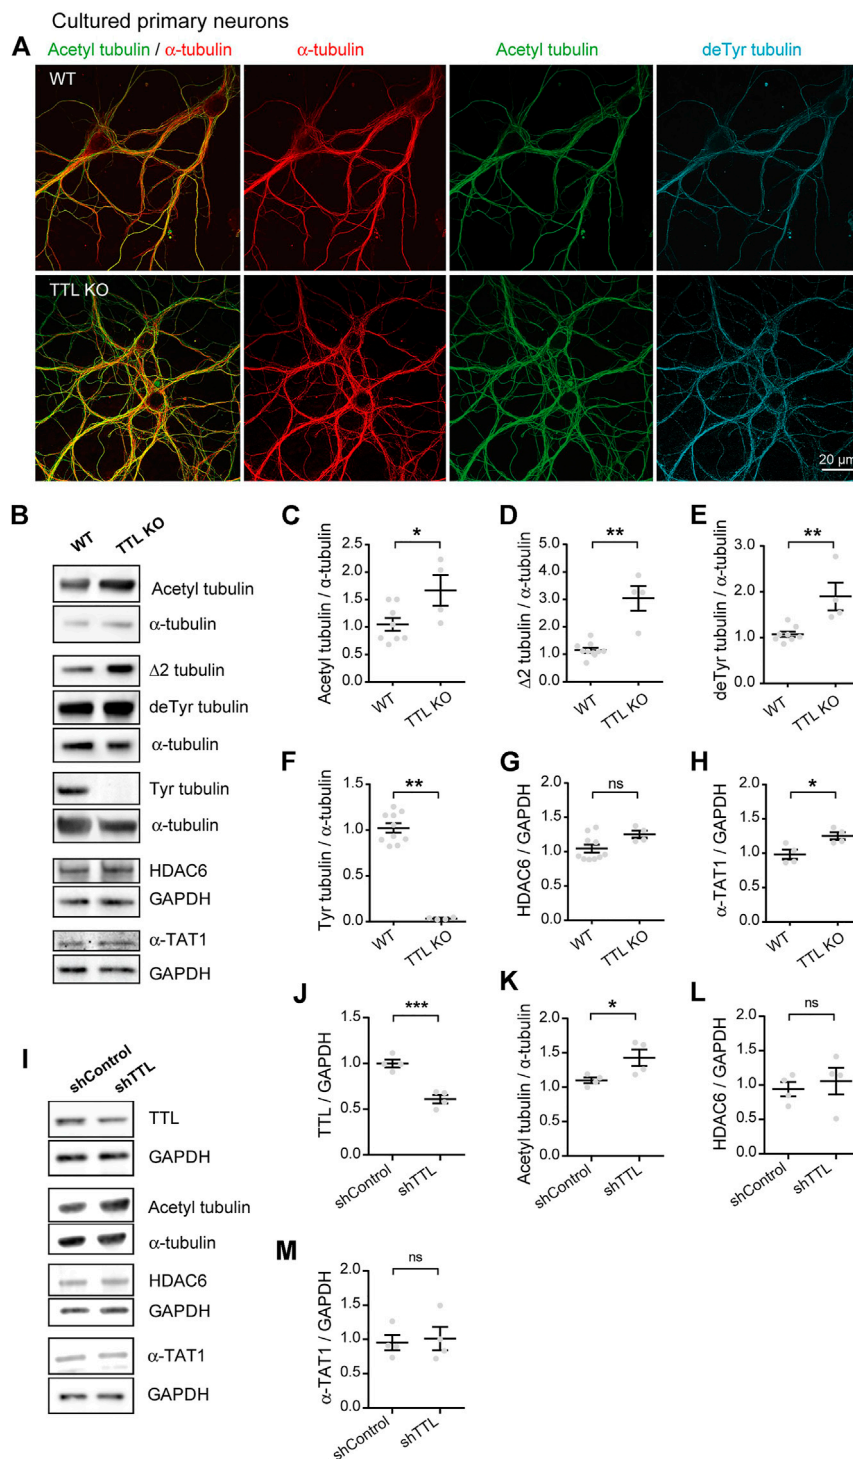 Cultured primary neurons
A
Acetyl tubulin / α-tubulin
α-tubulin
Acetyl tubulin
deTyr tubulin
WT
TTL KO
20 μm
B
WT
TTL KO
Acetyl tubulin
α-tubulin
Δ2 tubulin
deTyr tubulin
α-tubulin
Tyr tubulin
α-tubulin
HDAC6
GAPDH
α-TAT1
GAPDH
C
Acetyl tubulin / α-tubulin
2.5
2.0
1.5
1.0
0.5
0.0
*
WT
TTL KO
D
Δ2 tubulin / α-tubulin
5.0
4.0
3.0
2.0
1.0
0.0
**
WT
TTL KO
E
deTyr tubulin / α-tubulin
3.0
2.0
1.0
0.0
**
WT
TTL KO
F
Tyr tubulin / α-tubulin
1.5
1.0
0.5
0.0
**
WT
TTL KO
G
HDAC6 / GAPDH
2.0
1.5
1.0
0.5
0.0
ns
WT
TTL KO
H
α-TAT1 / GAPDH
2.0
1.5
1.0
0.5
0.0
*
WT
TTL KO
I
shControl
shTTL
TTL
GAPDH
Acetyl tubulin
α-tubulin
HDAC6
GAPDH
α-TAT1
GAPDH
J
TTL / GAPDH
1.5
1.0
0.5
0.0
***
shControl
shTTL
K
Acetyl tubulin / α-tubulin
2.0
1.5
1.0
0.5
0.0
*
shControl
shTTL
L
HDAC6 / GAPDH
2.0
1.5
1.0
0.5
0.0
ns
shControl
shTTL
M
α-TAT1 / GAPDH
2.0
1.5
1.0
0.5
0.0
ns
shControl
shTTL